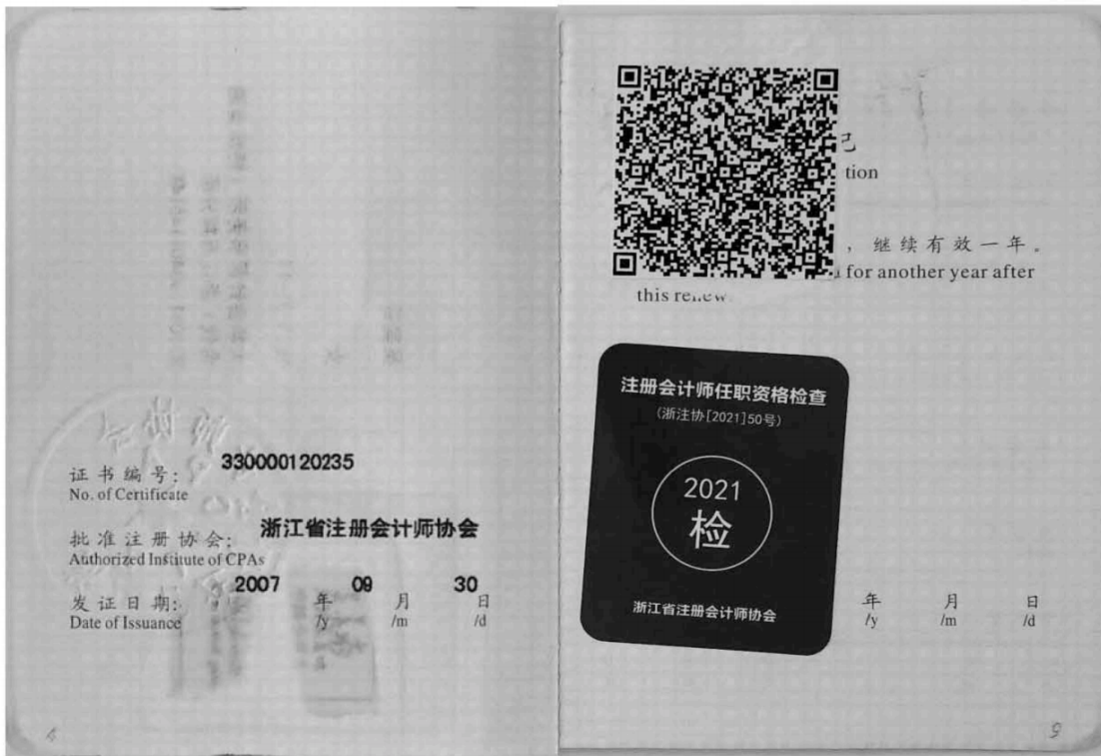 证书编号: 330000120235
No. of Certificate
批准注册协会: 浙江省注册会计师协会
Authorized Institute of CPAs
发证日期: 2007 年 09 月 30 日
Date of Issuance /y /m /d
4
tion
，继续有效一年。
for another year after
this renew
注册会计师任职资格检查
(浙注协[2021]50号)
2021
检
浙江省注册会计师协会
年 月 日
/y /m /d
5